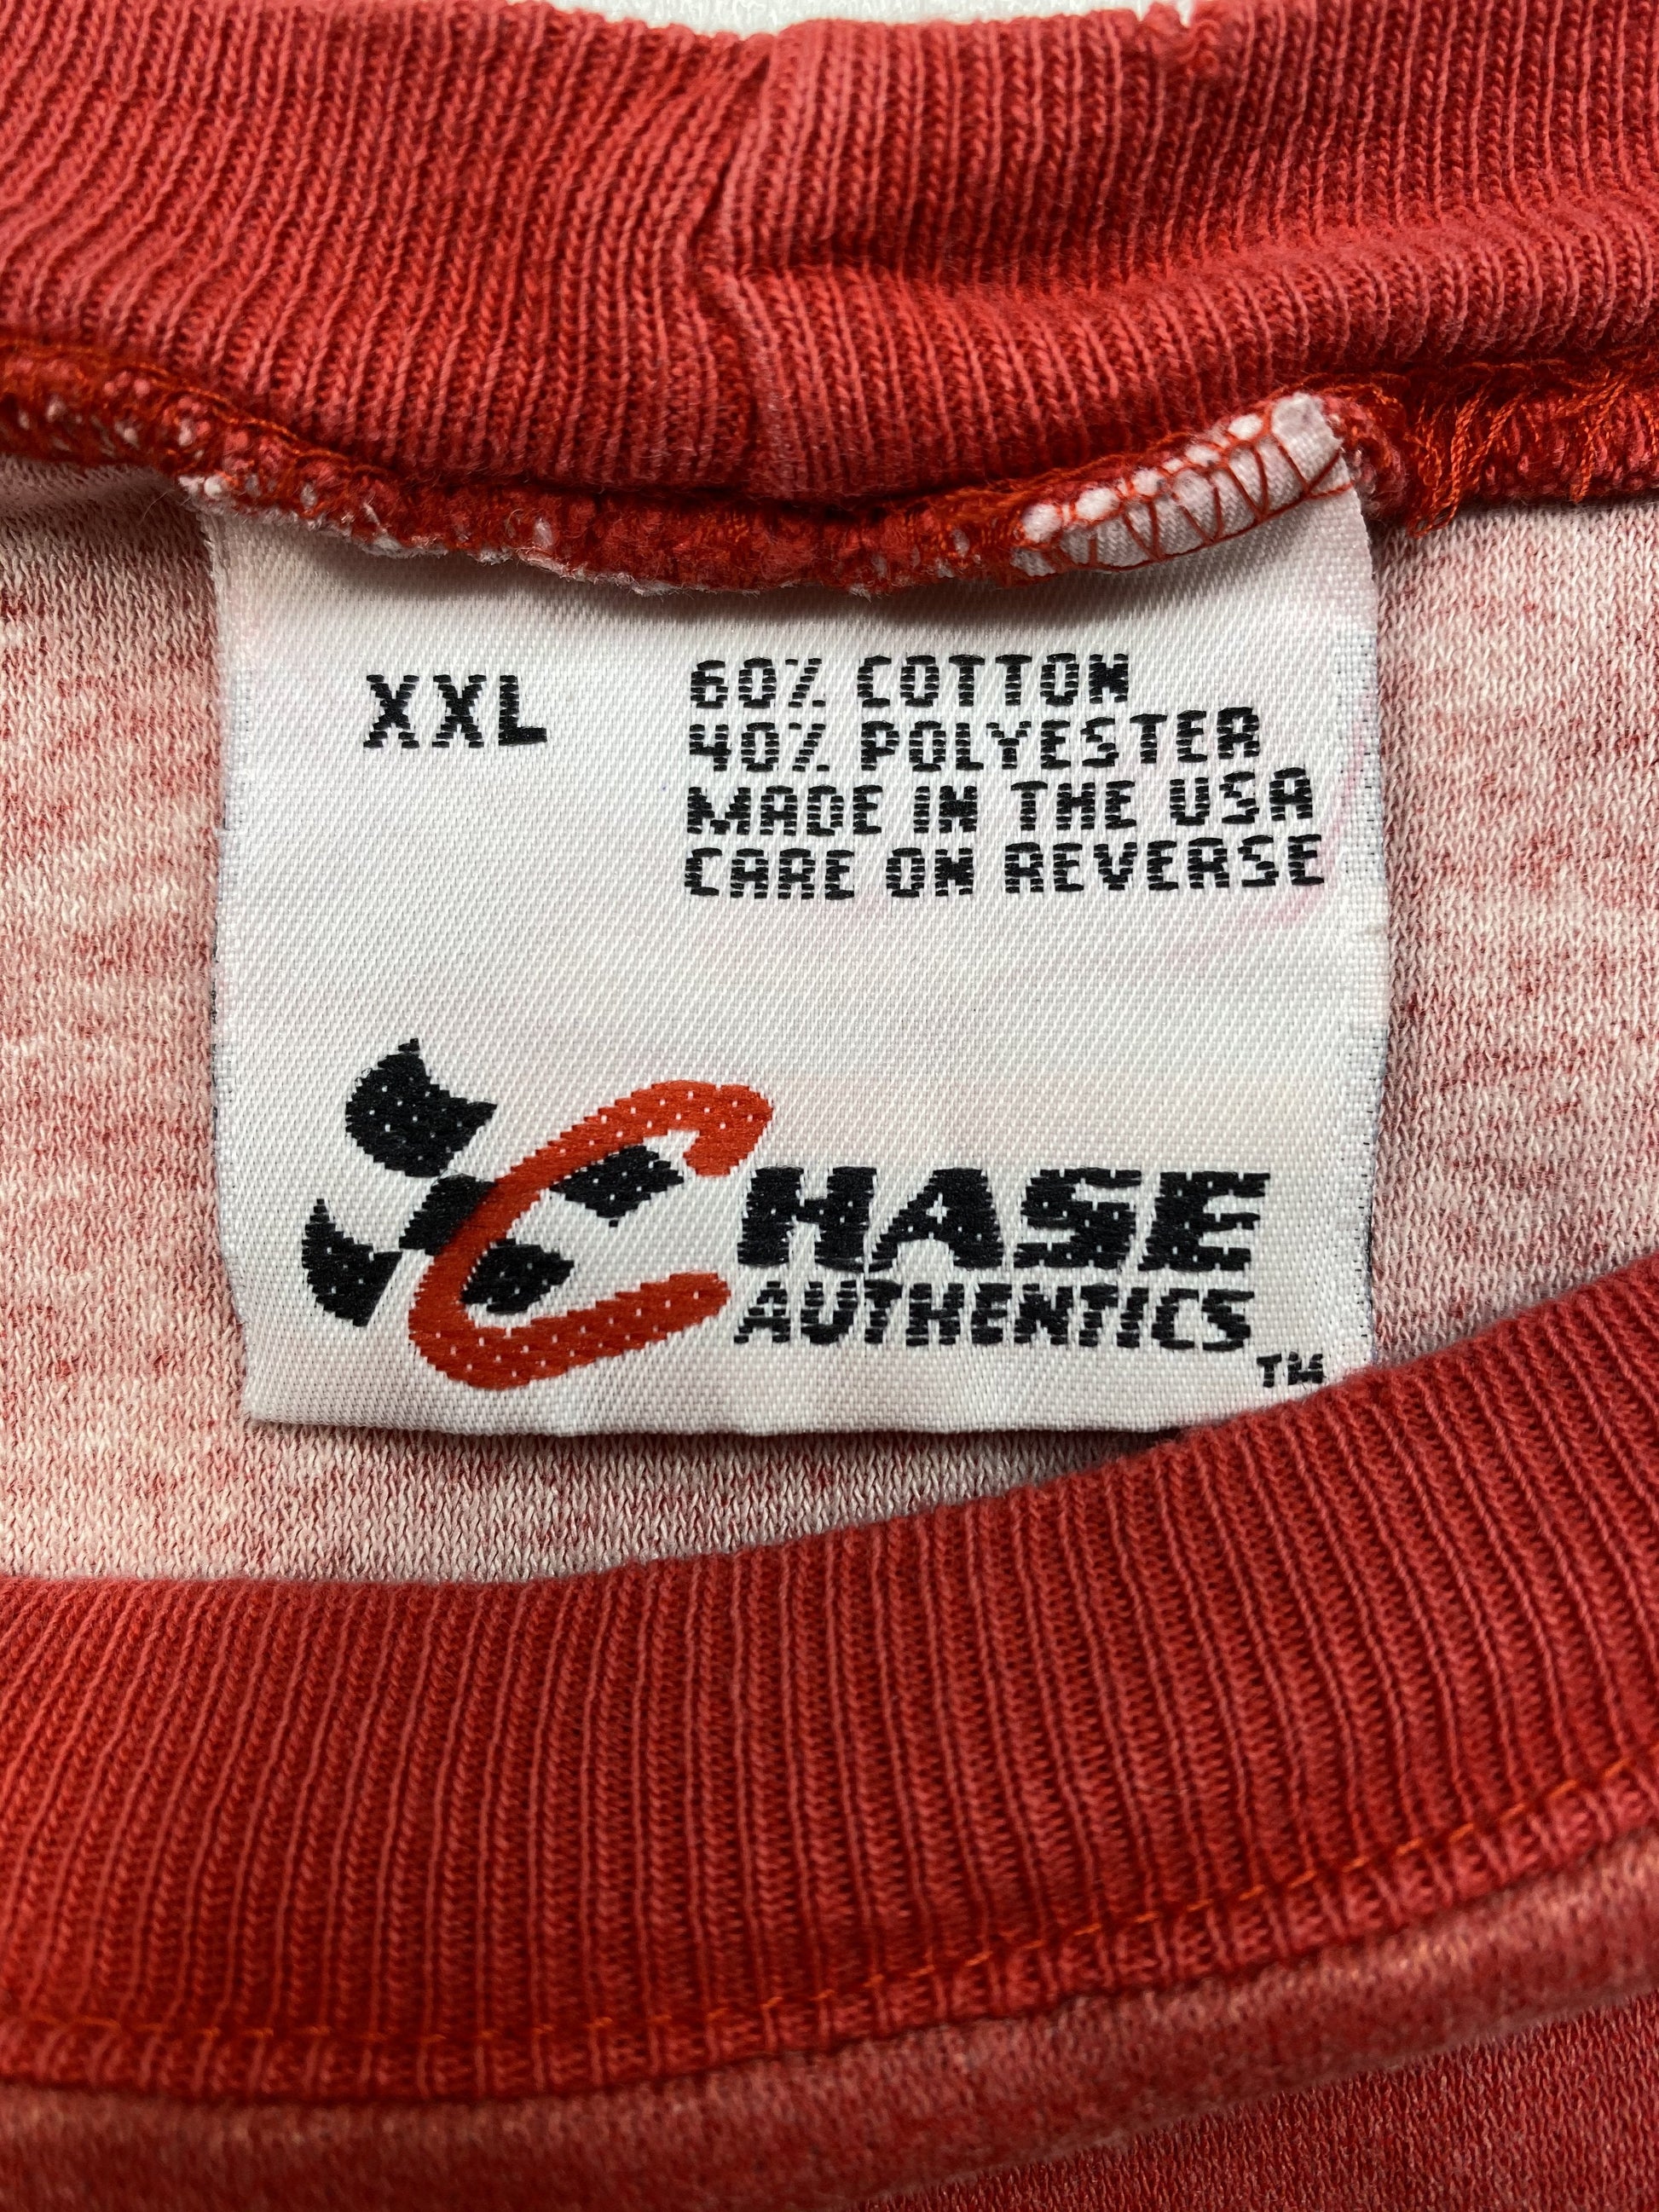 XXL
60% COTTON
40% POLYESTER
MADE IN THE USA
CARE ON REVERSE
CHASE
AUTHENTICS
TM